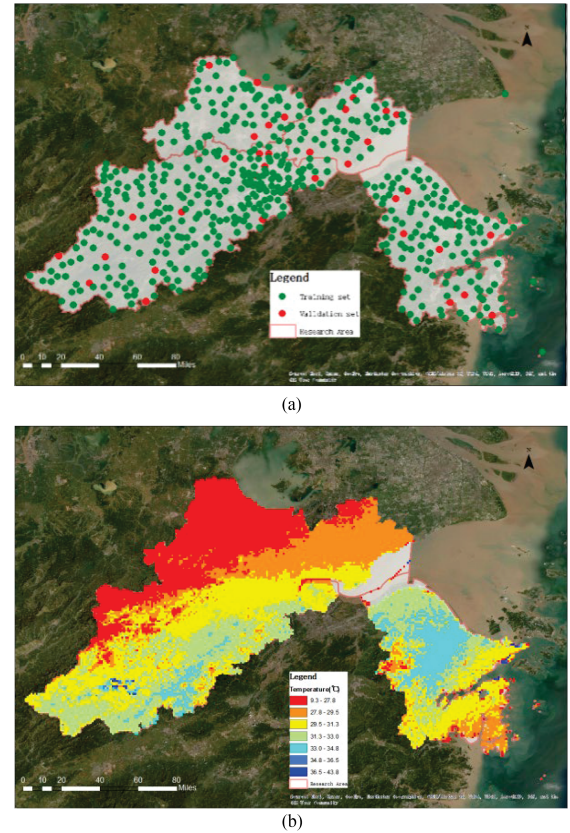 N
Legend
Training set
Validation set
Research Area
0 10 20 40 60 80
Miles
(a)
N
Legend
Temperature(℃)
9.3 - 27.8
27.8 - 29.5
29.5 - 31.3
31.3 - 33.0
33.0 - 34.8
34.8 - 36.5
36.5 - 43.8
Research Area
0 10 20 40 60 80
Miles
(b)